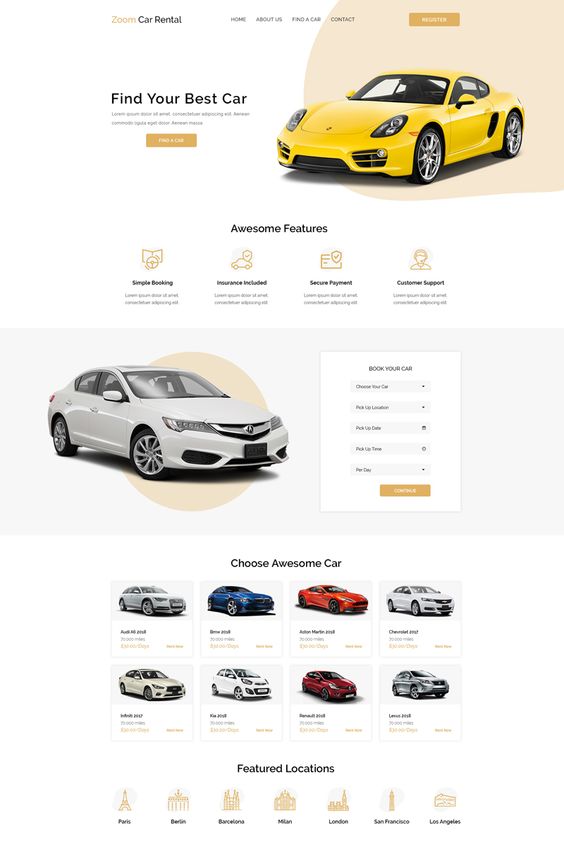 Zoom Car Rental
HOME ABOUT US FIND A CAR CONTACT
REGISTER
Find Your Best Car
Lorem ipsum dolor sit amet, consectetuer adipiscing elit. Aenean
commodo ligula eget dolor. Aenean massa
FIND A CAR
Awesome Features
Simple Booking
Lorem ipsum dolor sit amet,
consectetuer adipiscing elit
Insurance Included
Lorem ipsum dolor sit amet,
consectetuer adipiscing elit
Secure Payment
Lorem ipsum dolor sit amet,
consectetuer adipiscing elit
Customer Support
Lorem ipsum dolor sit amet,
consectetuer adipiscing elit
BOOK YOUR CAR
Choose Your Car
Pick Up Location
Pick Up Date
Pick Up Time
Per Day
CONTINUE
Choose Awesome Car
Audi A6 2018
70 000 miles
$30.00/Days Rent Now
Bmw 2018
70 000 miles
$30.00/Days Rent Now
Aston Martin 2018
70 000 miles
$30.00/Days Rent Now
Chevrolet 2017
70 000 miles
$30.00/Days Rent Now
Infiniti 2017
70 000 miles
$30.00/Days Rent Now
Kia 2018
70 000 miles
$30.00/Days Rent Now
Renault 2018
70 000 miles
$30.00/Days Rent Now
Lexus 2018
70 000 miles
$30.00/Days Rent Now
Featured Locations
Paris
Berlin
Barcelona
Milan
London
San Francisco
Los Angeles